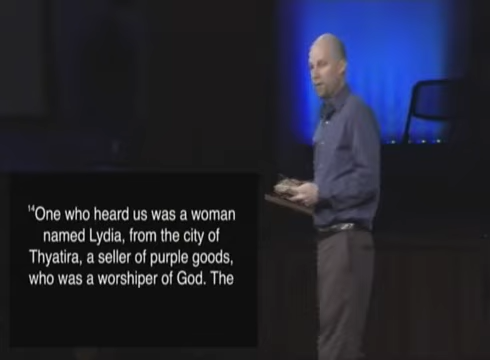 ¹⁴One who heard us was a woman
named Lydia, from the city of
Thyatira, a seller of purple goods,
who was a worshiper of God. The